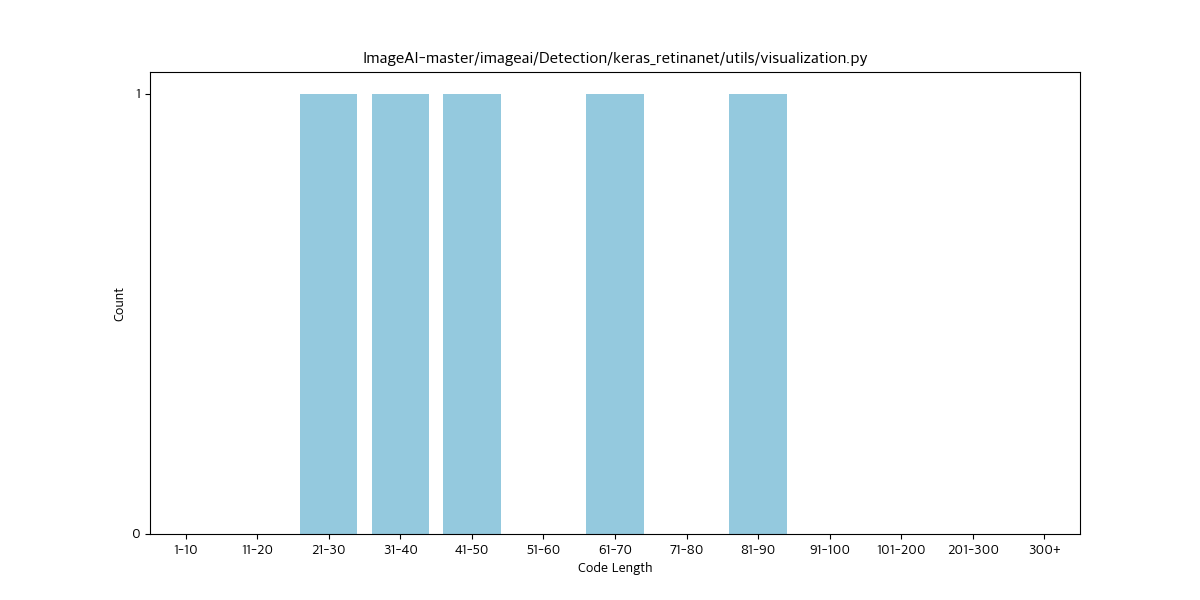 ImageAI-master/imageai/Detection/keras_retinanet/utils/visualization.py
1
Count
0
1-10 11-20 21-30 31-40 41-50 51-60 61-70 71-80 81-90 91-100 101-200 201-300 300+
Code Length